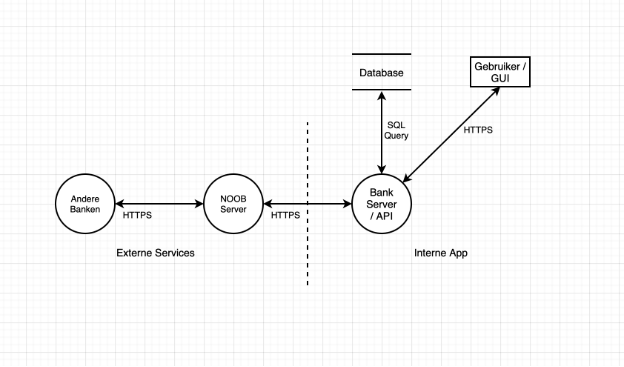 Database
Gebruiker /
GUI
SQL
Query
HTTPS
Andere
Banken
HTTPS
NOOB
Server
HTTPS
Bank
Server
/ API
Externe Services
Interne App